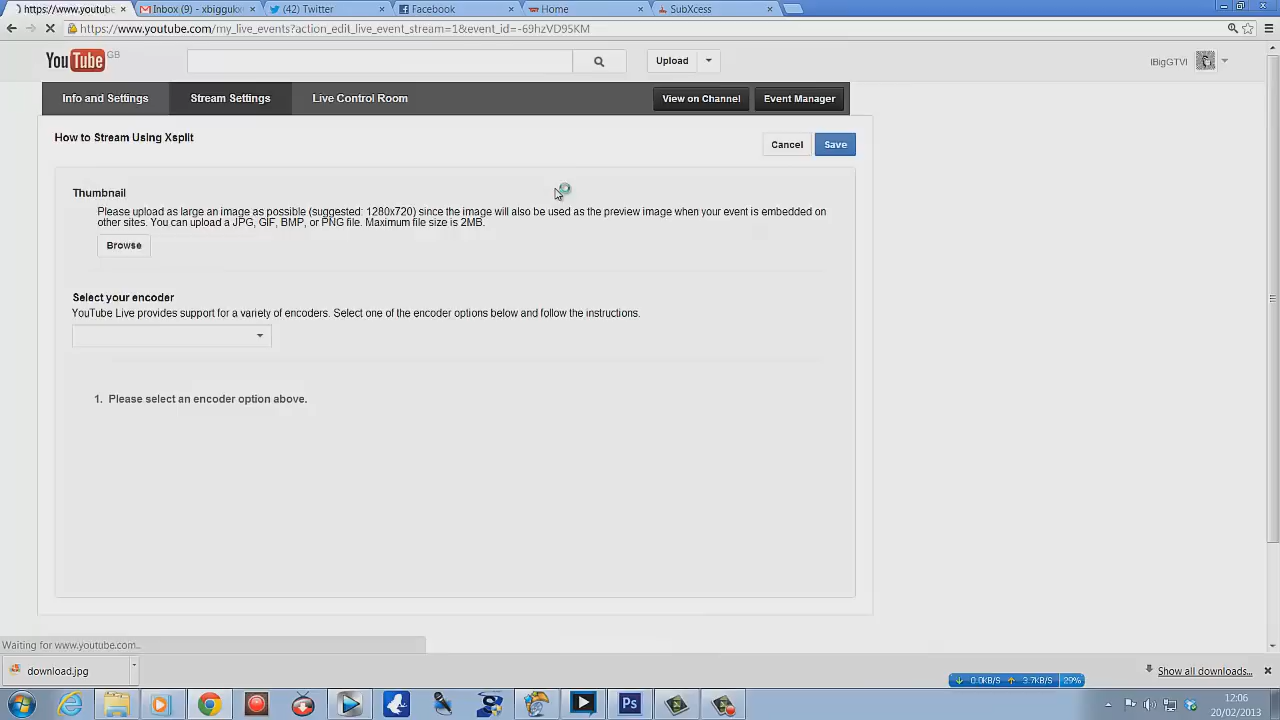 https://www.youtube
Inbox (9) - xbigguko
(42) Twitter
Facebook
Home
SubXcess
https://www.youtube.com/my_live_events?action_edit_live_event_stream=1&event_id=-69hzVD95KM
YouTube GB
Upload
IBigGTVI
Info and Settings
Stream Settings
Live Control Room
View on Channel
Event Manager
How to Stream Using Xsplit
Cancel
Save
Thumbnail
Please upload as large an image as possible (suggested: 1280x720) since the image will also be used as the preview image when your event is embedded on
other sites. You can upload a JPG, GIF, BMP, or PNG file. Maximum file size is 2MB.
Browse
Select your encoder
YouTube Live provides support for a variety of encoders. Select one of the encoder options below and follow the instructions.
1. Please select an encoder option above.
Waiting for www.youtube.com...
download.jpg
Show all downloads...
0.0KB/S 3.7KB/S 29%
Ps
12:06
20/02/2013